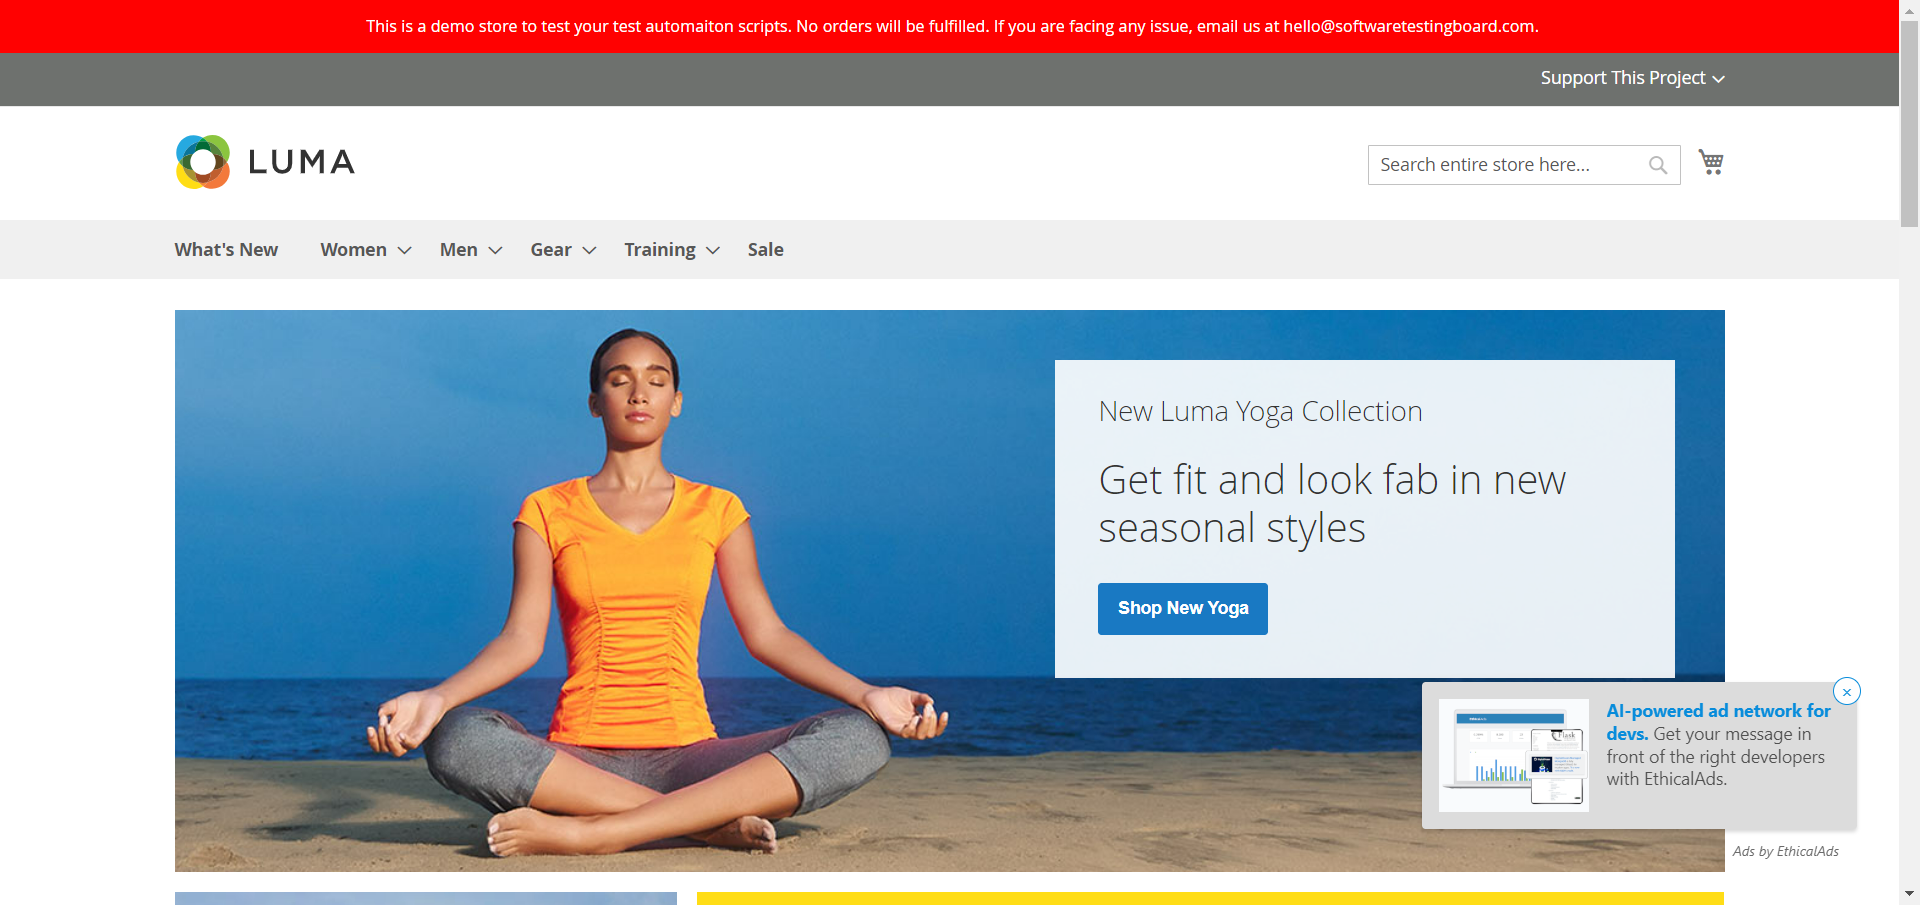 This is a demo store to test your test automaiton scripts. No orders will be fulfilled. If you are facing any issue, email us at hello@softwaretestingboard.com.
Support This Project
LUMA
Search entire store here...
What's New Women Men Gear Training Sale
New Luma Yoga Collection
Get fit and look fab in new
seasonal styles
Shop New Yoga
AI-powered ad network for
devs. Get your message in
front of the right developers
with EthicalAds.
Ads by EthicalAds